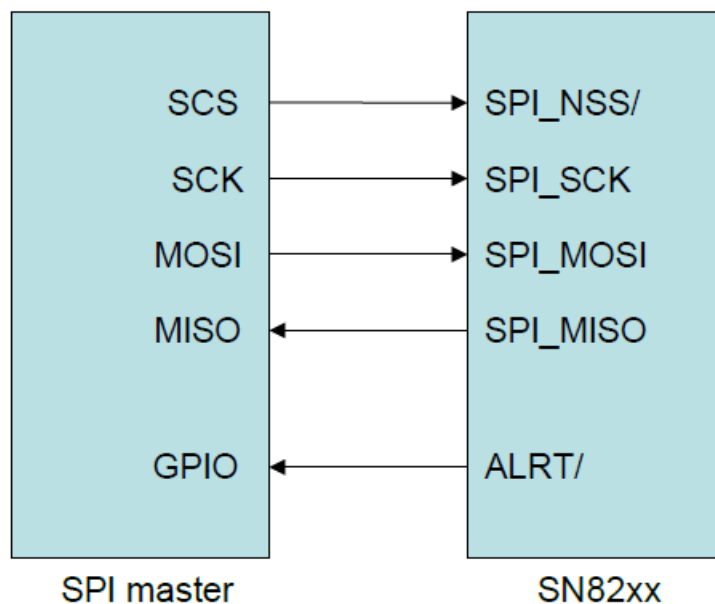 SCS SPI_NSS/
SCK SPI_SCK
MOSI SPI_MOSI
MISO SPI_MISO
GPIO ALRT/
SPI master SN82xx